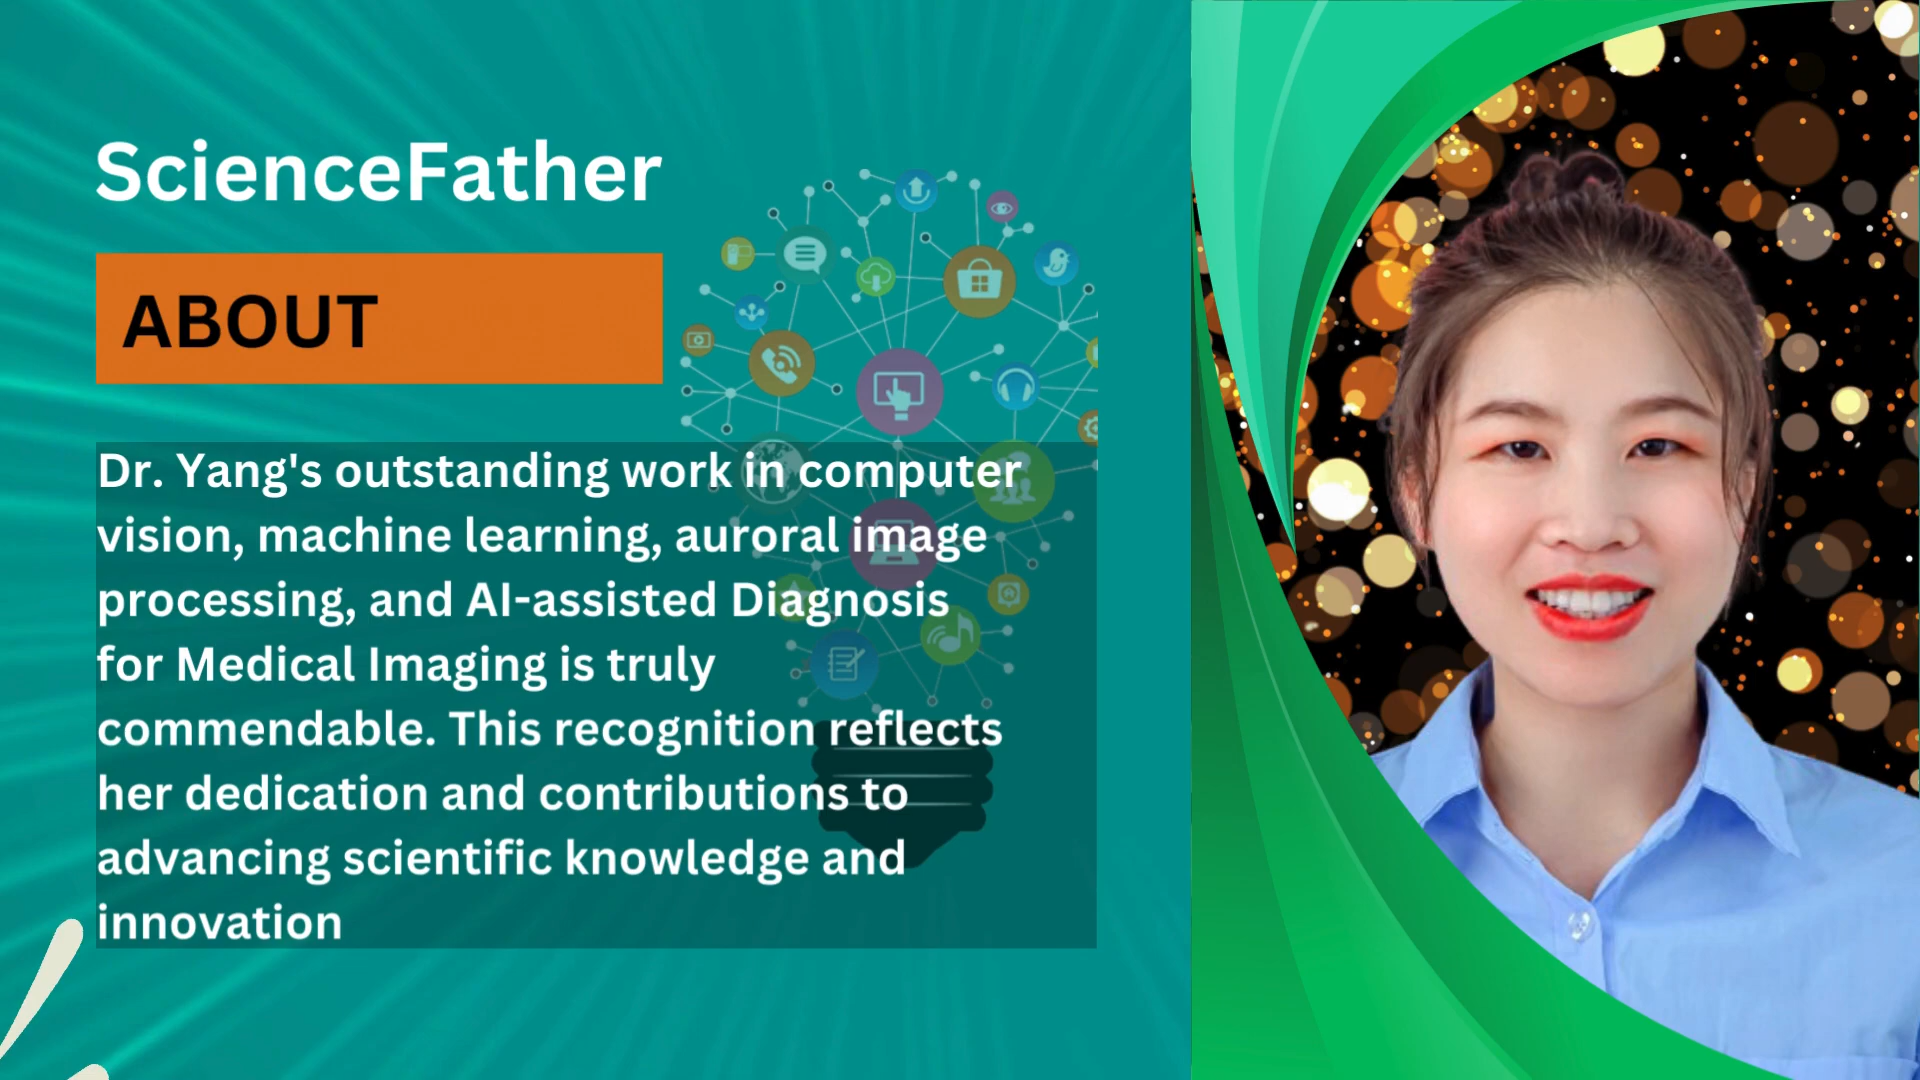 ScienceFather
ABOUT
Dr. Yang's outstanding work in computer
vision, machine learning, auroral image
processing, and AI-assisted Diagnosis
for Medical Imaging is truly
commendable. This recognition reflects
her dedication and contributions to
advancing scientific knowledge and
innovation